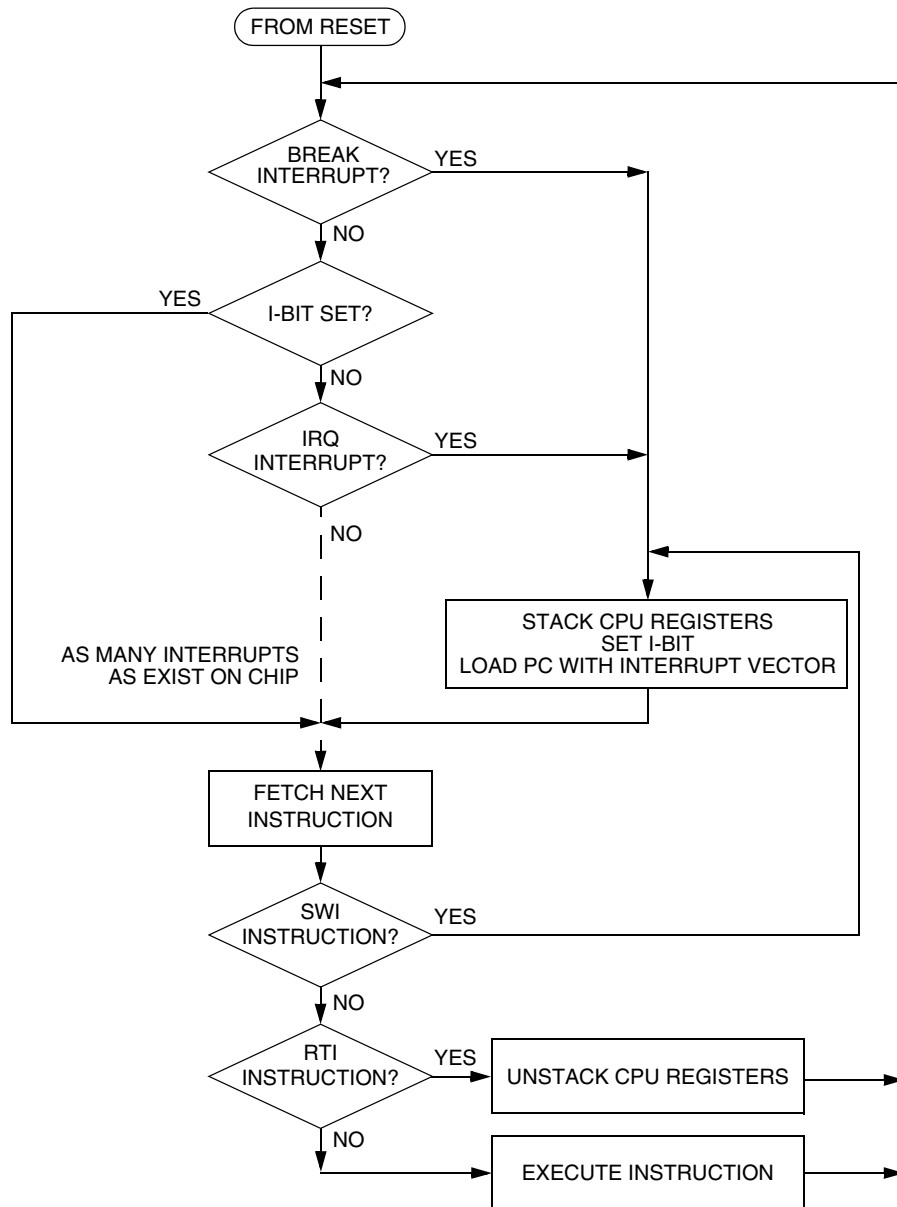 FROM RESET
BREAK
INTERRUPT?
YES
NO
YES
I-BIT SET?
NO
IRQ
INTERRUPT?
YES
NO
STACK CPU REGISTERS
SET I-BIT
LOAD PC WITH INTERRUPT VECTOR
AS MANY INTERRUPTS
AS EXIST ON CHIP
FETCH NEXT
INSTRUCTION
SWI
INSTRUCTION?
YES
NO
RTI
INSTRUCTION?
YES
UNSTACK CPU REGISTERS
NO
EXECUTE INSTRUCTION